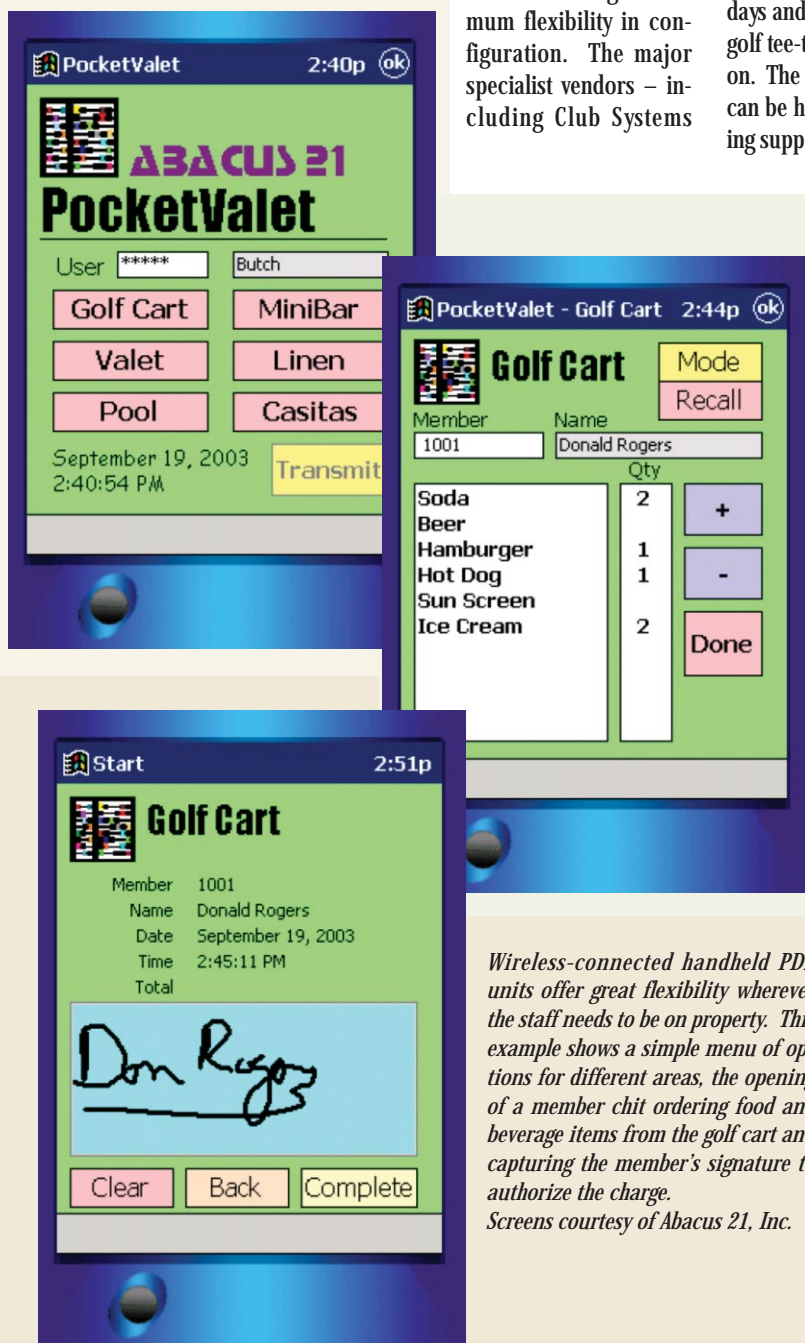 mum flexibility in con-
figuration. The major
specialist vendors – in-
cluding Club Systems
days and
golf tee-t
on. The
can be h
ing supp
PocketValet 2:40p ok
ABACUS 21
PocketValet
User ***** Butch
Golf Cart MiniBar
Valet Linen
Pool Casitas
September 19, 2003
2:40:54 PM
Transmit
PocketValet - Golf Cart 2:44p ok
Golf Cart
Mode
Recall
Member Name
1001 Donald Rogers
Qty
Soda 2
Beer
Hamburger 1
Hot Dog 1
Sun Screen
Ice Cream 2
+
-
Done
Start 2:51p
Golf Cart
Member 1001
Name Donald Rogers
Date September 19, 2003
Time 2:45:11 PM
Total
Don Rogers
Clear Back Complete
Wireless-connected handheld PD
units offer great flexibility whereve
the staff needs to be on property. Thi
example shows a simple menu of op
tions for different areas, the opening
of a member chit ordering food an
beverage items from the golf cart an
capturing the member's signature t
authorize the charge.
Screens courtesy of Abacus 21, Inc.